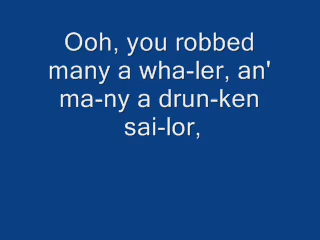 Ooh, you robbed
many a wha-ler, an'
ma-ny a drun-ken
sai-lor,